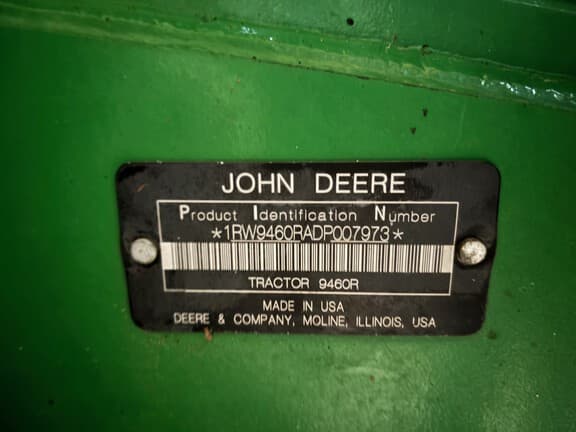 JOHN DEERE
Product Identification Number
*1RW9460RADP007973*
TRACTOR 9460R
MADE IN USA
DEERE & COMPANY, MOLINE, ILLINOIS, USA